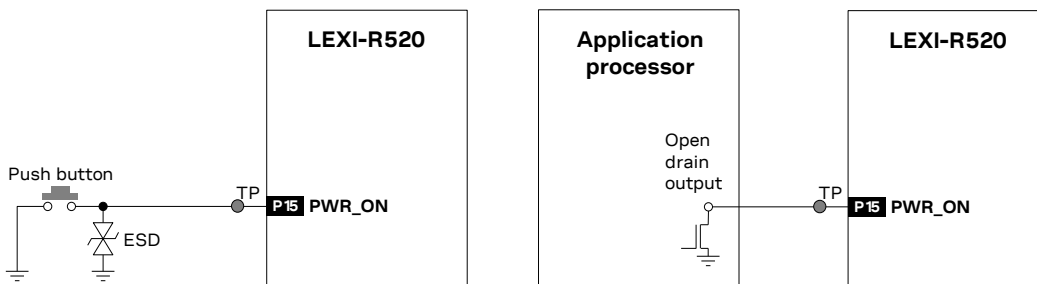 LEXI-R520
Push button
TP
P15 PWR_ON
ESD
Application
processor
Open
drain
output
LEXI-R520
TP
P15 PWR_ON